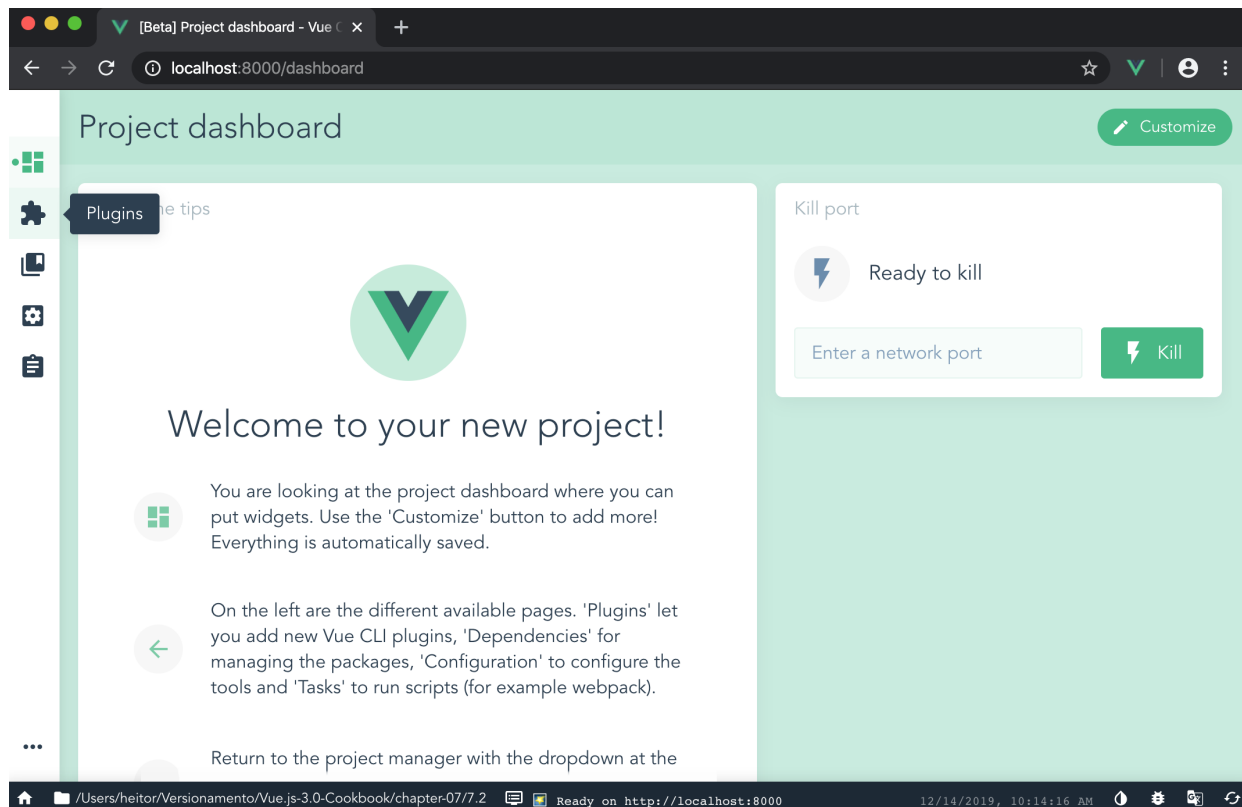 [Beta] Project dashboard - Vue
localhost:8000/dashboard
Project dashboard
Customize
Plugins
tips
Kill port
Ready to kill
Enter a network port
Kill
Welcome to your new project!
You are looking at the project dashboard where you can
put widgets. Use the 'Customize' button to add more!
Everything is automatically saved.
On the left are the different available pages. 'Plugins' let
you add new Vue CLI plugins, 'Dependencies' for
managing the packages, 'Configuration' to configure the
tools and 'Tasks' to run scripts (for example webpack).
Return to the project manager with the dropdown at the
/Users/heitor/Versionamento/Vue.js-3.0-Cookbook/chapter-07/7.2
Ready on http://localhost:8000
12/14/2019, 10:14:16 AM